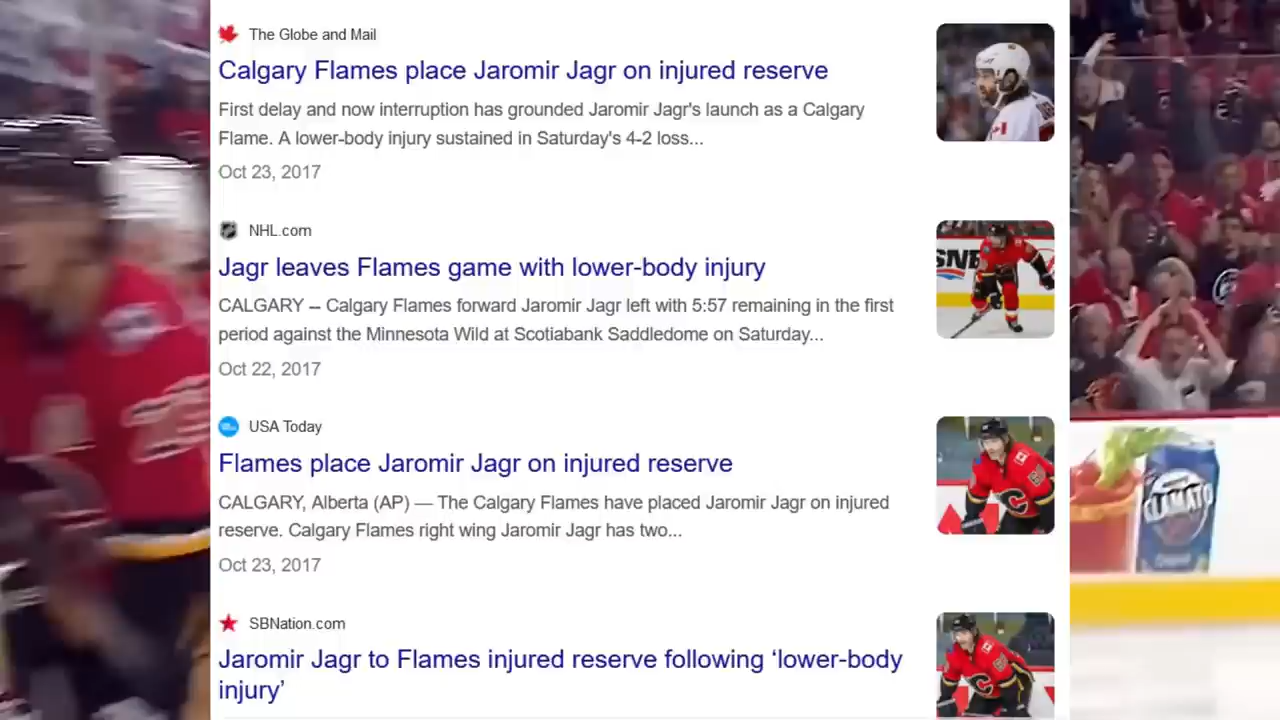 The Globe and Mail
Calgary Flames place Jaromir Jagr on injured reserve
First delay and now interruption has grounded Jaromir Jagr's launch as a Calgary
Flame. A lower-body injury sustained in Saturday's 4-2 loss...
Oct 23, 2017
NHL.com
Jagr leaves Flames game with lower-body injury
CALGARY -- Calgary Flames forward Jaromir Jagr left with 5:57 remaining in the first
period against the Minnesota Wild at Scotiabank Saddledome on Saturday...
Oct 22, 2017
USA Today
Flames place Jaromir Jagr on injured reserve
CALGARY, Alberta (AP) — The Calgary Flames have placed Jaromir Jagr on injured
reserve. Calgary Flames right wing Jaromir Jagr has two...
Oct 23, 2017
SBNation.com
Jaromir Jagr to Flames injured reserve following ‘lower-body
injury’
SNE
CLAMATO